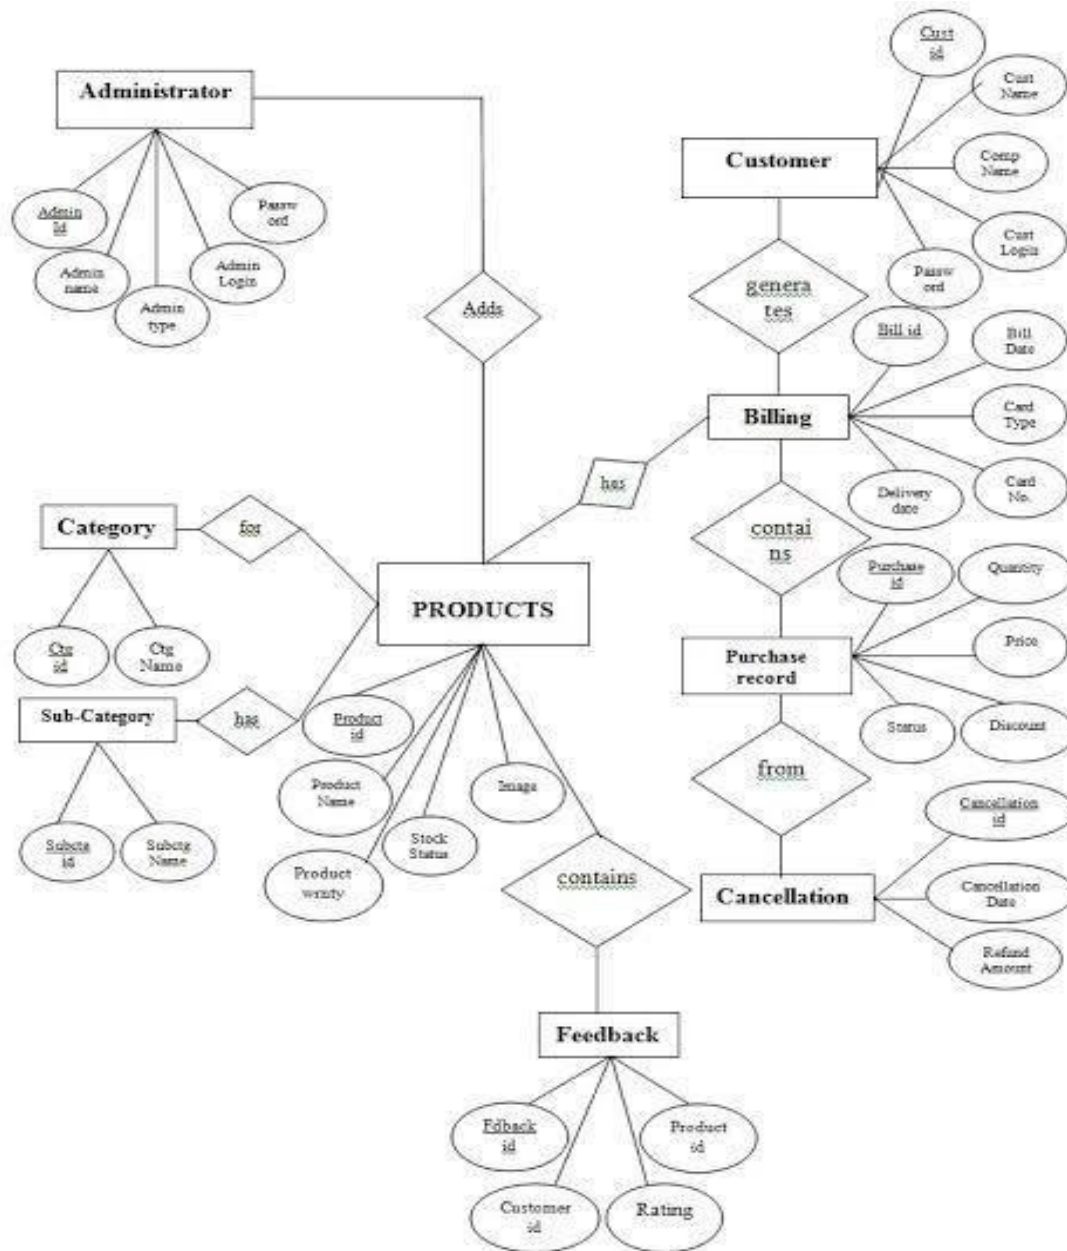 Cust
id
Cust
Name
Administrator
Customer
Comp
Name
Admin
Id
Passw
ord
Admin
name
Admin
Login
Admin
type
Cust
Login
Passw
ord
genera
tes
Adds
Bill id
Bill
Date
Billing
Card
Type
has
Card
No.
Delivery
date
Category
for
contai
ns
Purchase
id
Quantity
PRODUCTS
Ctg
id
Ctg
Name
Purchase
record
Price
Sub-Category
has
Product
id
Status
Discount
from
Product
Name
Image
Stock
Status
Cancellation
id
Subctg
id
Subctg
Name
Product
wrnty
contains
Cancellation
Cancellation
Date
Refund
Amount
Feedback
Fdback
id
Product
id
Customer
id
Rating